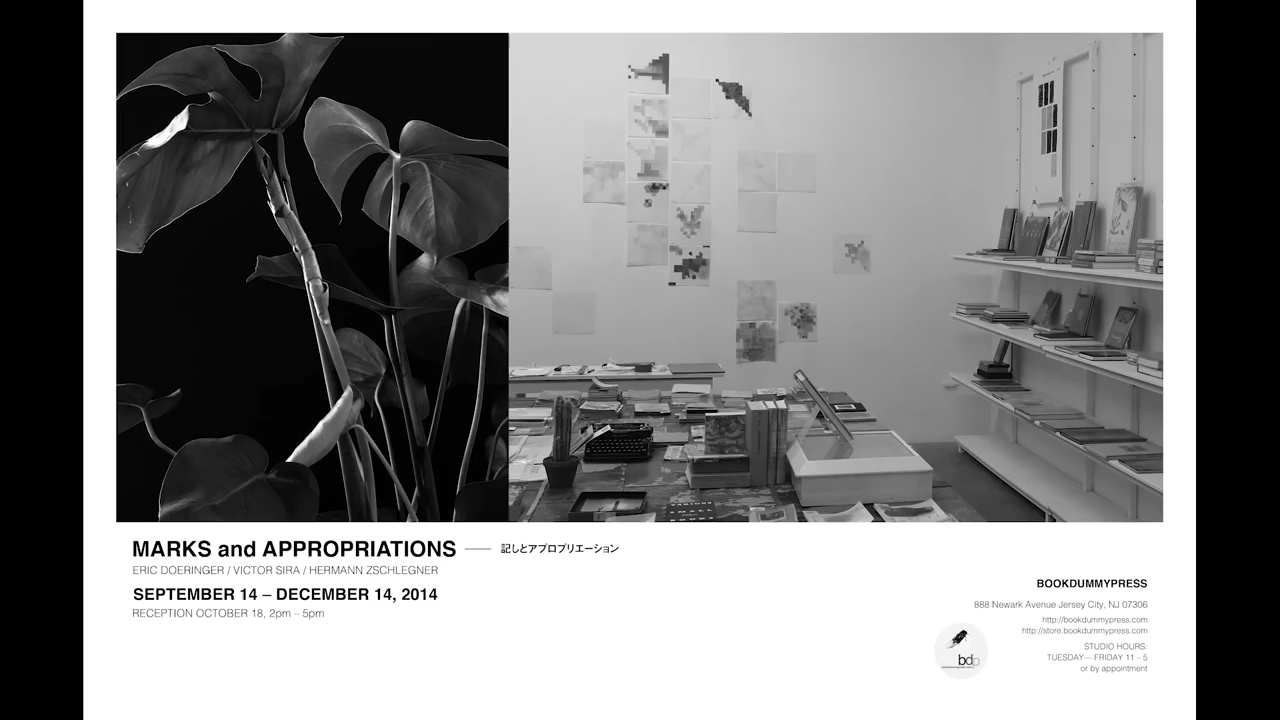 MARKS and APPROPRIATIONS — 記しとアプロプリエーション
ERIC DOERINGER / VICTOR SIRA / HERMANN ZSCHLEGNER
SEPTEMBER 14 – DECEMBER 14, 2014
RECEPTION OCTOBER 18, 2pm – 5pm
BOOKDUMMYPRESS
888 Newark Avenue Jersey City, NJ 07306
http://bookdummypress.com
http://store.bookdummypress.com
STUDIO HOURS:
TUESDAY— FRIDAY 11 – 5
or by appointment
bdp